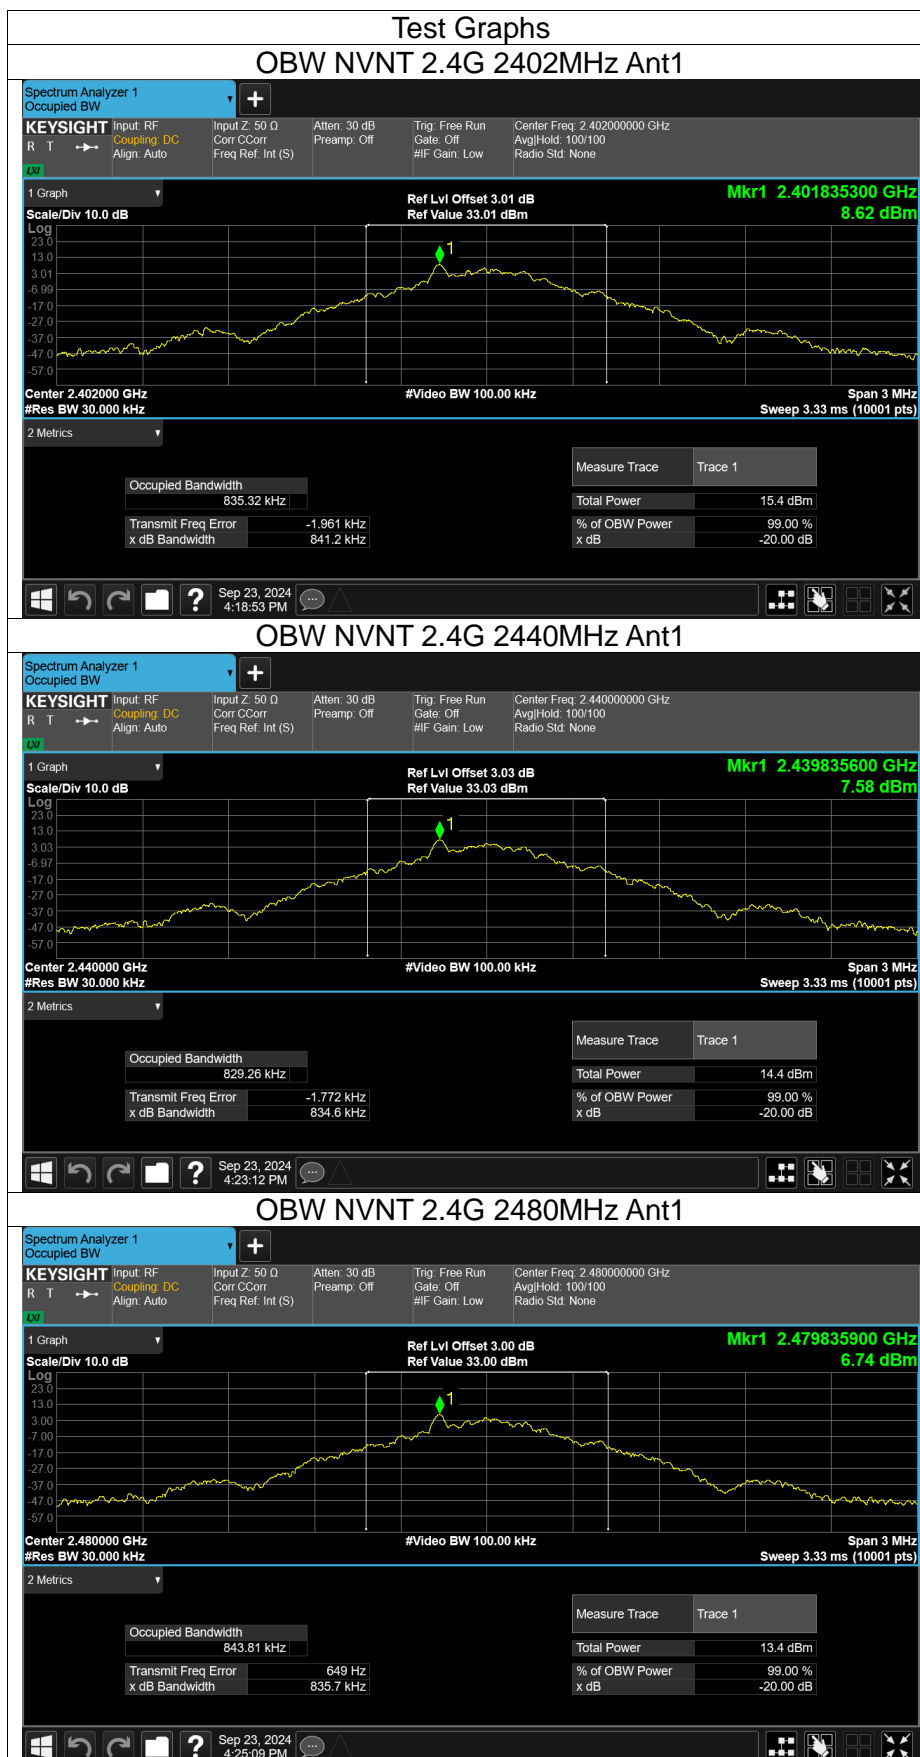 Test Graphs
OBW NVNT 2.4G 2402MHz Ant1
Spectrum Analyzer 1
Occupied BW
+
KEYSIGHT Input: RF Input Z: 50 Ω Atten: 30 dB Trig: Free Run Center Freq: 2.402000000 GHz
R T Coupling: DC Corr CCorr Preamp: Off Gate: Off Avg|Hold: 100/100
Align: Auto Freq Ref: Int (S) #IF Gain: Low Radio Std: None
LXI
1 Graph Ref Lvl Offset 3.01 dB Mkr1 2.401835300 GHz
Scale/Div 10.0 dB Ref Value 33.01 dBm 8.62 dBm
Log
23.0
13.0
3.01
-6.99
-17.0
-27.0
-37.0
-47.0
-57.0
1
Center 2.402000 GHz #Video BW 100.00 kHz Span 3 MHz
#Res BW 30.000 kHz Sweep 3.33 ms (10001 pts)
2 Metrics
Measure Trace Trace 1
Occupied Bandwidth
835.32 kHz Total Power 15.4 dBm
Transmit Freq Error -1.961 kHz % of OBW Power 99.00 %
x dB Bandwidth 841.2 kHz x dB -20.00 dB
? Sep 23, 2024
4:18:53 PM
OBW NVNT 2.4G 2440MHz Ant1
Spectrum Analyzer 1
Occupied BW
+
KEYSIGHT Input: RF Input Z: 50 Ω Atten: 30 dB Trig: Free Run Center Freq: 2.440000000 GHz
R T Coupling: DC Corr CCorr Preamp: Off Gate: Off Avg|Hold: 100/100
Align: Auto Freq Ref: Int (S) #IF Gain: Low Radio Std: None
LXI
1 Graph Ref Lvl Offset 3.03 dB Mkr1 2.439835600 GHz
Scale/Div 10.0 dB Ref Value 33.03 dBm 7.58 dBm
Log
23.0
13.0
3.03
-6.97
-17.0
-27.0
-37.0
-47.0
-57.0
1
Center 2.440000 GHz #Video BW 100.00 kHz Span 3 MHz
#Res BW 30.000 kHz Sweep 3.33 ms (10001 pts)
2 Metrics
Measure Trace Trace 1
Occupied Bandwidth
829.26 kHz Total Power 14.4 dBm
Transmit Freq Error -1.772 kHz % of OBW Power 99.00 %
x dB Bandwidth 834.6 kHz x dB -20.00 dB
? Sep 23, 2024
4:23:12 PM
OBW NVNT 2.4G 2480MHz Ant1
Spectrum Analyzer 1
Occupied BW
+
KEYSIGHT Input: RF Input Z: 50 Ω Atten: 30 dB Trig: Free Run Center Freq: 2.480000000 GHz
R T Coupling: DC Corr CCorr Preamp: Off Gate: Off Avg|Hold: 100/100
Align: Auto Freq Ref: Int (S) #IF Gain: Low Radio Std: None
LXI
1 Graph Ref Lvl Offset 3.00 dB Mkr1 2.479835900 GHz
Scale/Div 10.0 dB Ref Value 33.00 dBm 6.74 dBm
Log
23.0
13.0
3.00
-7.00
-17.0
-27.0
-37.0
-47.0
-57.0
1
Center 2.480000 GHz #Video BW 100.00 kHz Span 3 MHz
#Res BW 30.000 kHz Sweep 3.33 ms (10001 pts)
2 Metrics
Measure Trace Trace 1
Occupied Bandwidth
843.81 kHz Total Power 13.4 dBm
Transmit Freq Error 649 Hz % of OBW Power 99.00 %
x dB Bandwidth 835.7 kHz x dB -20.00 dB
? Sep 23, 2024
4:25:09 PM